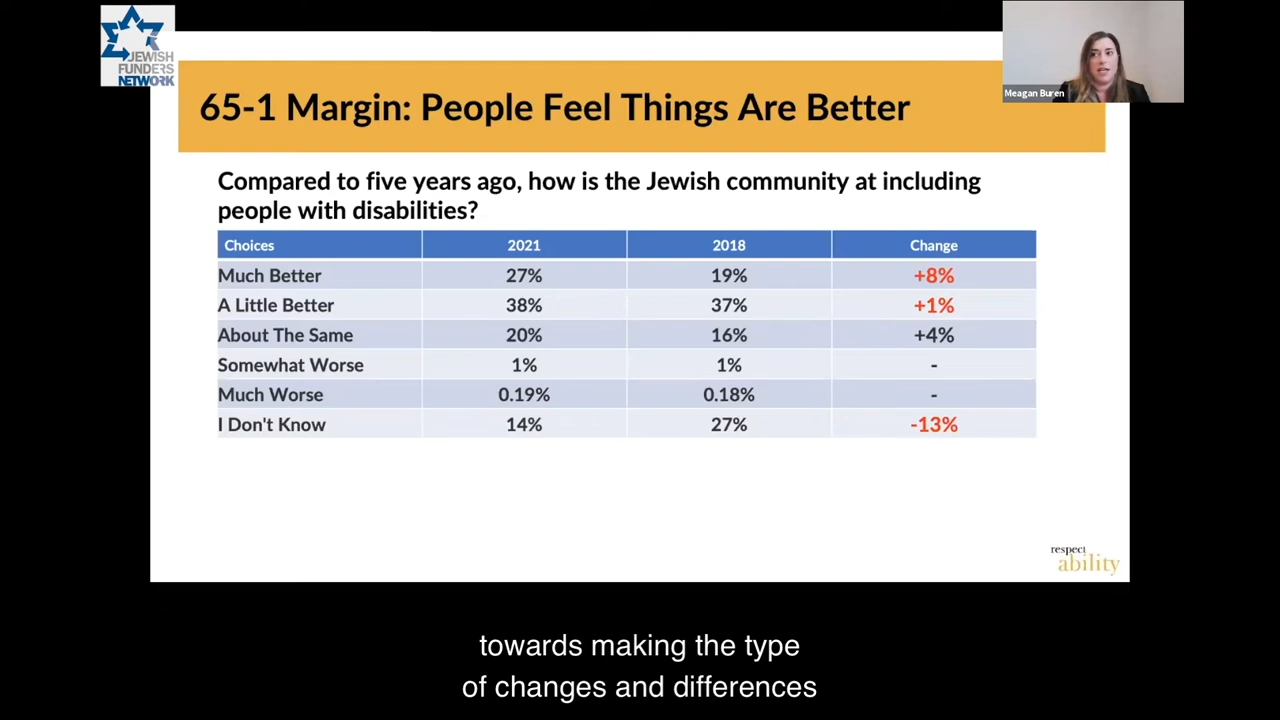 JEWISH
FUNDERS
NETWORK
Meagan Buren
65-1 Margin: People Feel Things Are Better
Compared to five years ago, how is the Jewish community at including
people with disabilities?
Choices 2021 2018 Change
Much Better 27% 19% +8%
A Little Better 38% 37% +1%
About The Same 20% 16% +4%
Somewhat Worse 1% 1% -
Much Worse 0.19% 0.18% -
I Don't Know 14% 27% -13%
respect
ability
towards making the type
of changes and differences